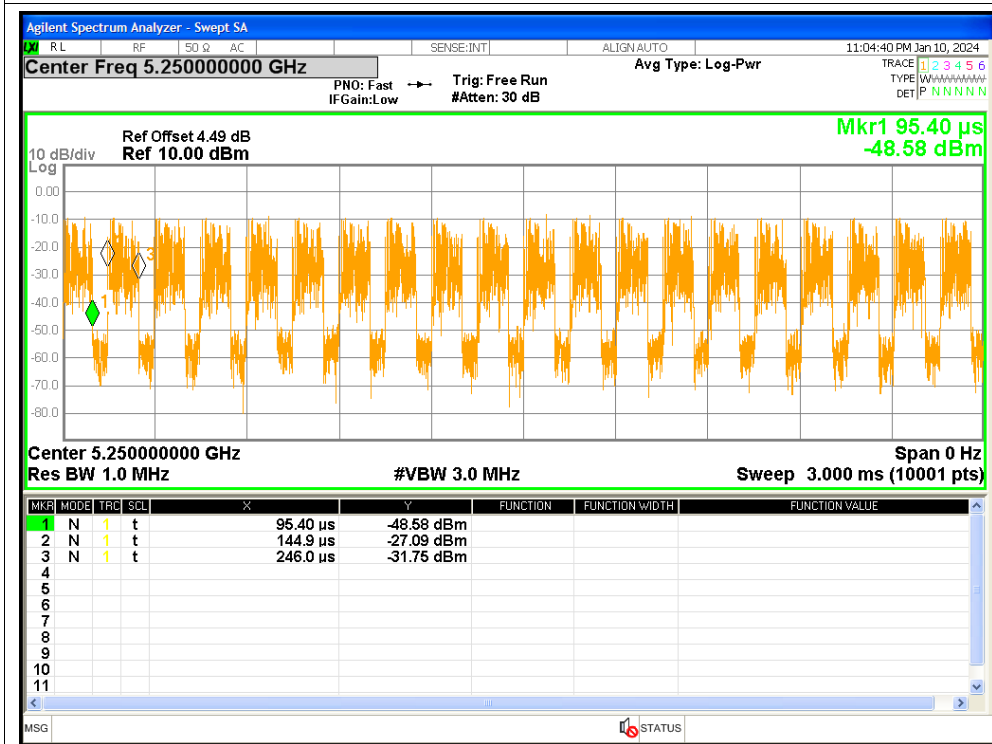 Agilent Spectrum Analyzer - Swept SA
LXI RL RF 50 Ω AC SENSE:INT ALIGN AUTO 11:04:40 PM Jan 10, 2024
Center Freq 5.250000000 GHz Avg Type: Log-Pwr TRACE 1 2 3 4 5 6
PNO: Fast Trig: Free Run TYPE W
IFGain:Low #Atten: 30 dB DET P N N N N N
Mkr1 95.40 µs
Ref Offset 4.49 dB
10 dB/div Ref 10.00 dBm -48.58 dBm
Log
0.00
-10.0
-20.0
3
-30.0
-40.0
1
-50.0
-60.0
-70.0
-80.0
Center 5.250000000 GHz Span 0 Hz
Res BW 1.0 MHz #VBW 3.0 MHz Sweep 3.000 ms (10001 pts)
MKR MODE TRC SCL X Y FUNCTION FUNCTION WIDTH FUNCTION VALUE
1 N 1 t 95.40 µs -48.58 dBm
2 N 1 t 144.9 µs -27.09 dBm
3 N 1 t 246.0 µs -31.75 dBm
4
5
6
7
8
9
10
11
MSG STATUS